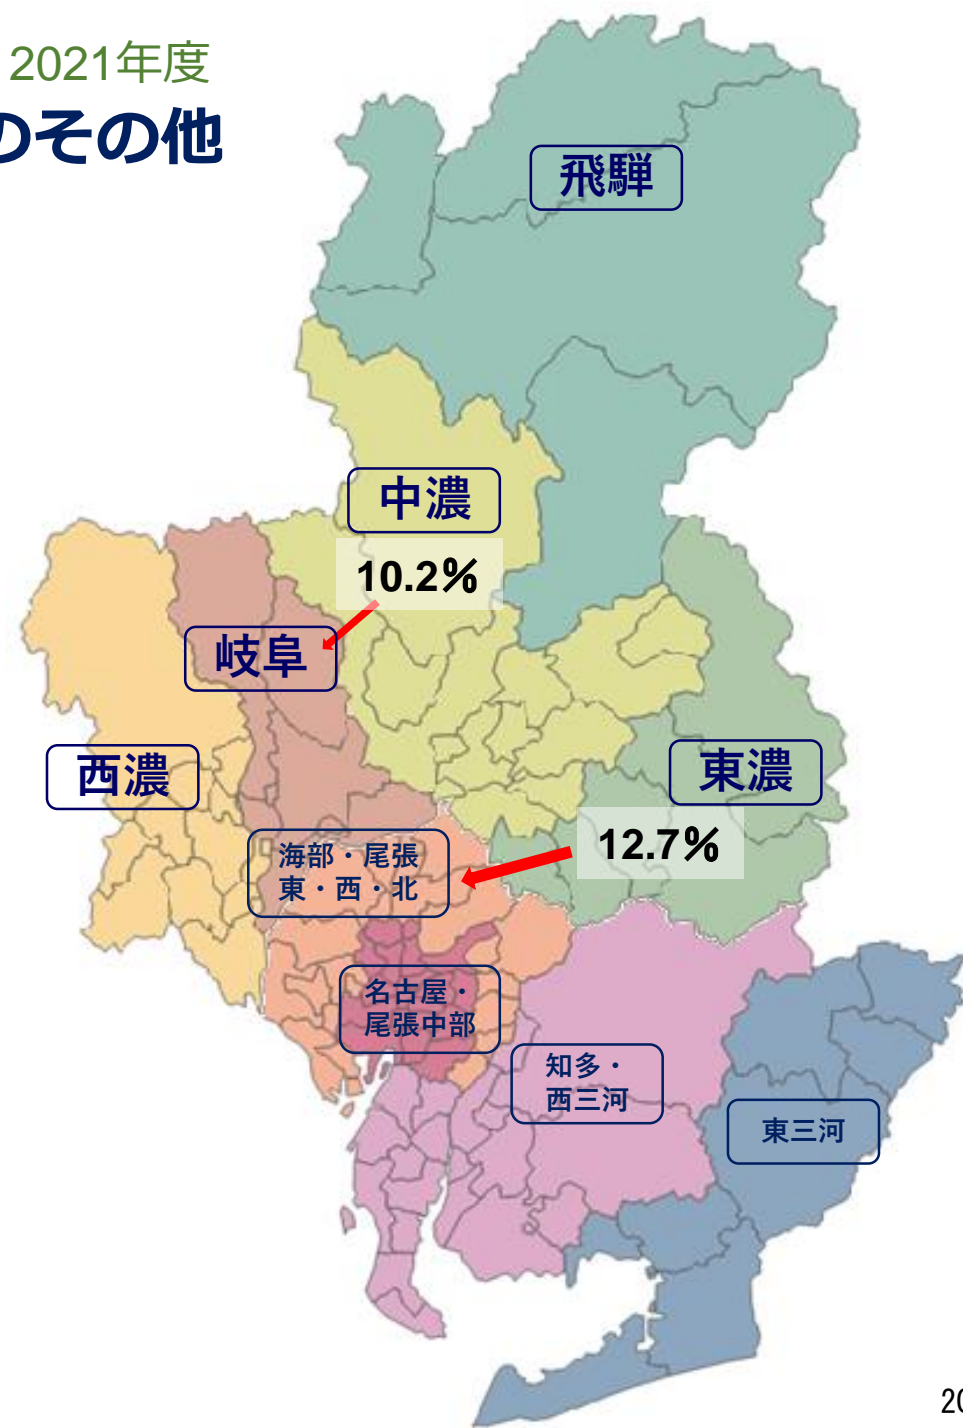 2021年度
のその他
飛騨
中濃
10.2%
岐阜
西濃
東濃
12.7%
海部・尾張
東・西・北
名古屋・
尾張中部
知多・
西三河
東三河
20